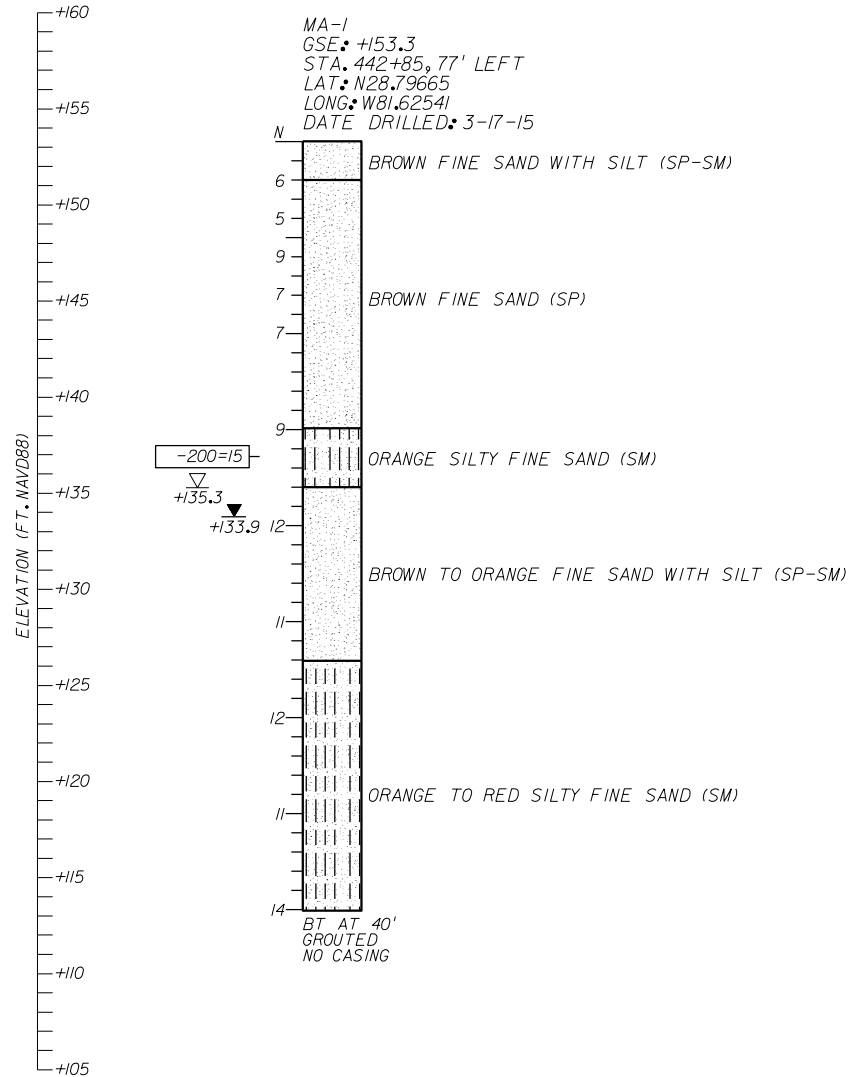 +160
+155
+150
+145
+140
+135
+130
+125
+120
+115
+110
+105
ELEVATION (FT. NAVD88)
MA-1
GSE: +153.3
STA. 442+85, 77' LEFT
LAT: N28.79665
LONG: W81.62541
DATE DRILLED: 3-17-15
N
BROWN FINE SAND WITH SILT (SP-SM)
6
5
9
7
BROWN FINE SAND (SP)
7
9
-200=15
ORANGE SILTY FINE SAND (SM)
+135.3
+133.9
12
BROWN TO ORANGE FINE SAND WITH SILT (SP-SM)
11
12
ORANGE TO RED SILTY FINE SAND (SM)
11
14
BT AT 40'
GROUTED
NO CASING